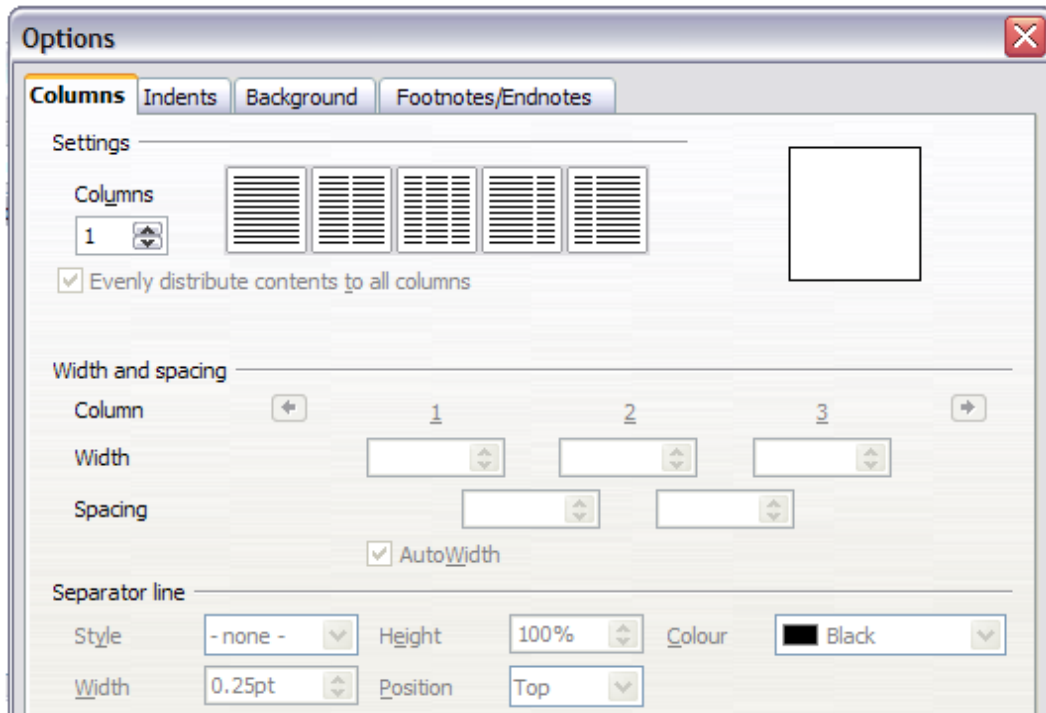 Options
Columns Indents Background Footnotes/Endnotes
Settings
Columns
1
Evenly distribute contents to all columns
Width and spacing
Column 1 2 3
Width
Spacing
AutoWidth
Separator line
Style - none - Height 100% Colour Black
Width 0.25pt Position Top